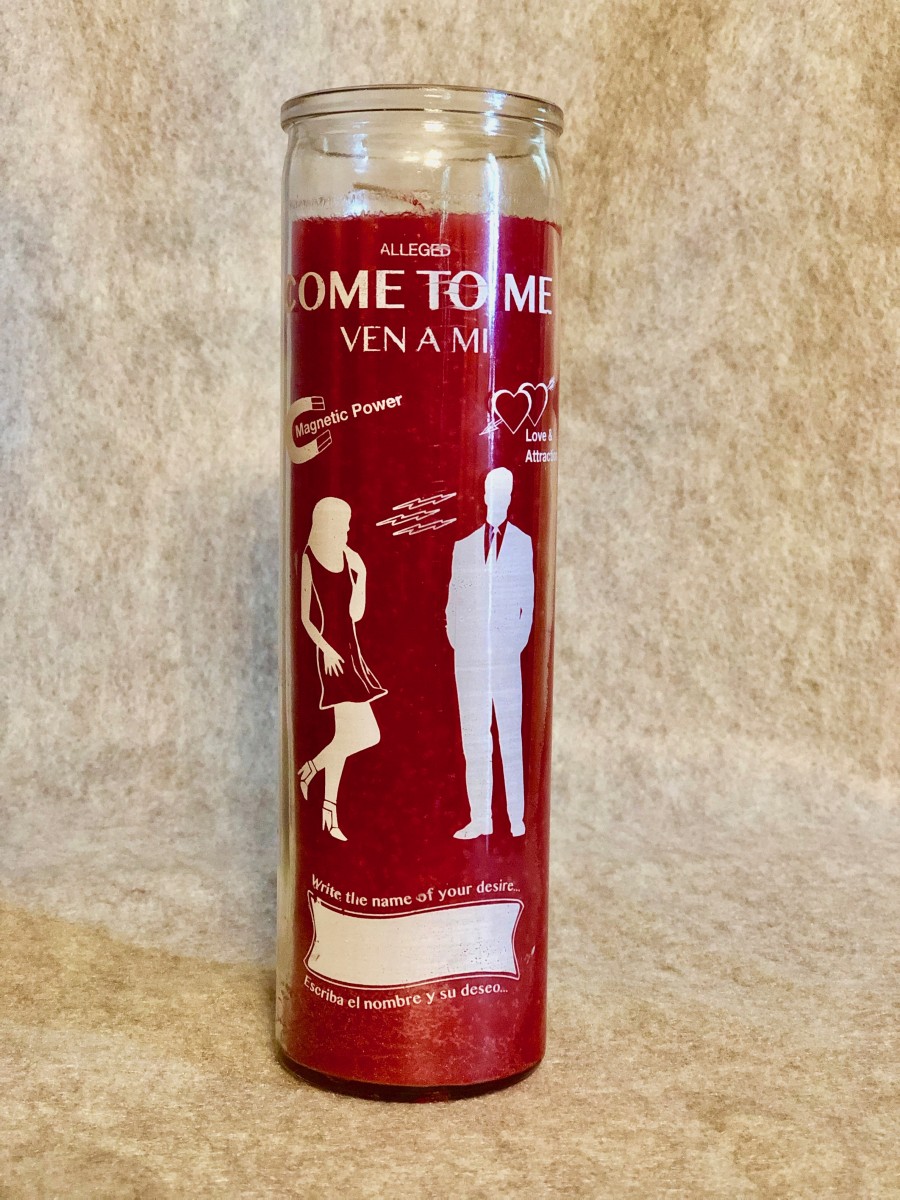 ALLEGED
COME TO ME
VEN A MI
Magnetic Power
Love &
Write the name of your desire...
Escriba el nombre y su deseo...